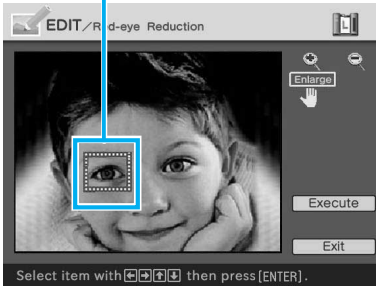 EDIT/Red-eye Reduction
L
Enlarge
Execute
Exit
Select item with ←→↑↓ then press [ENTER].